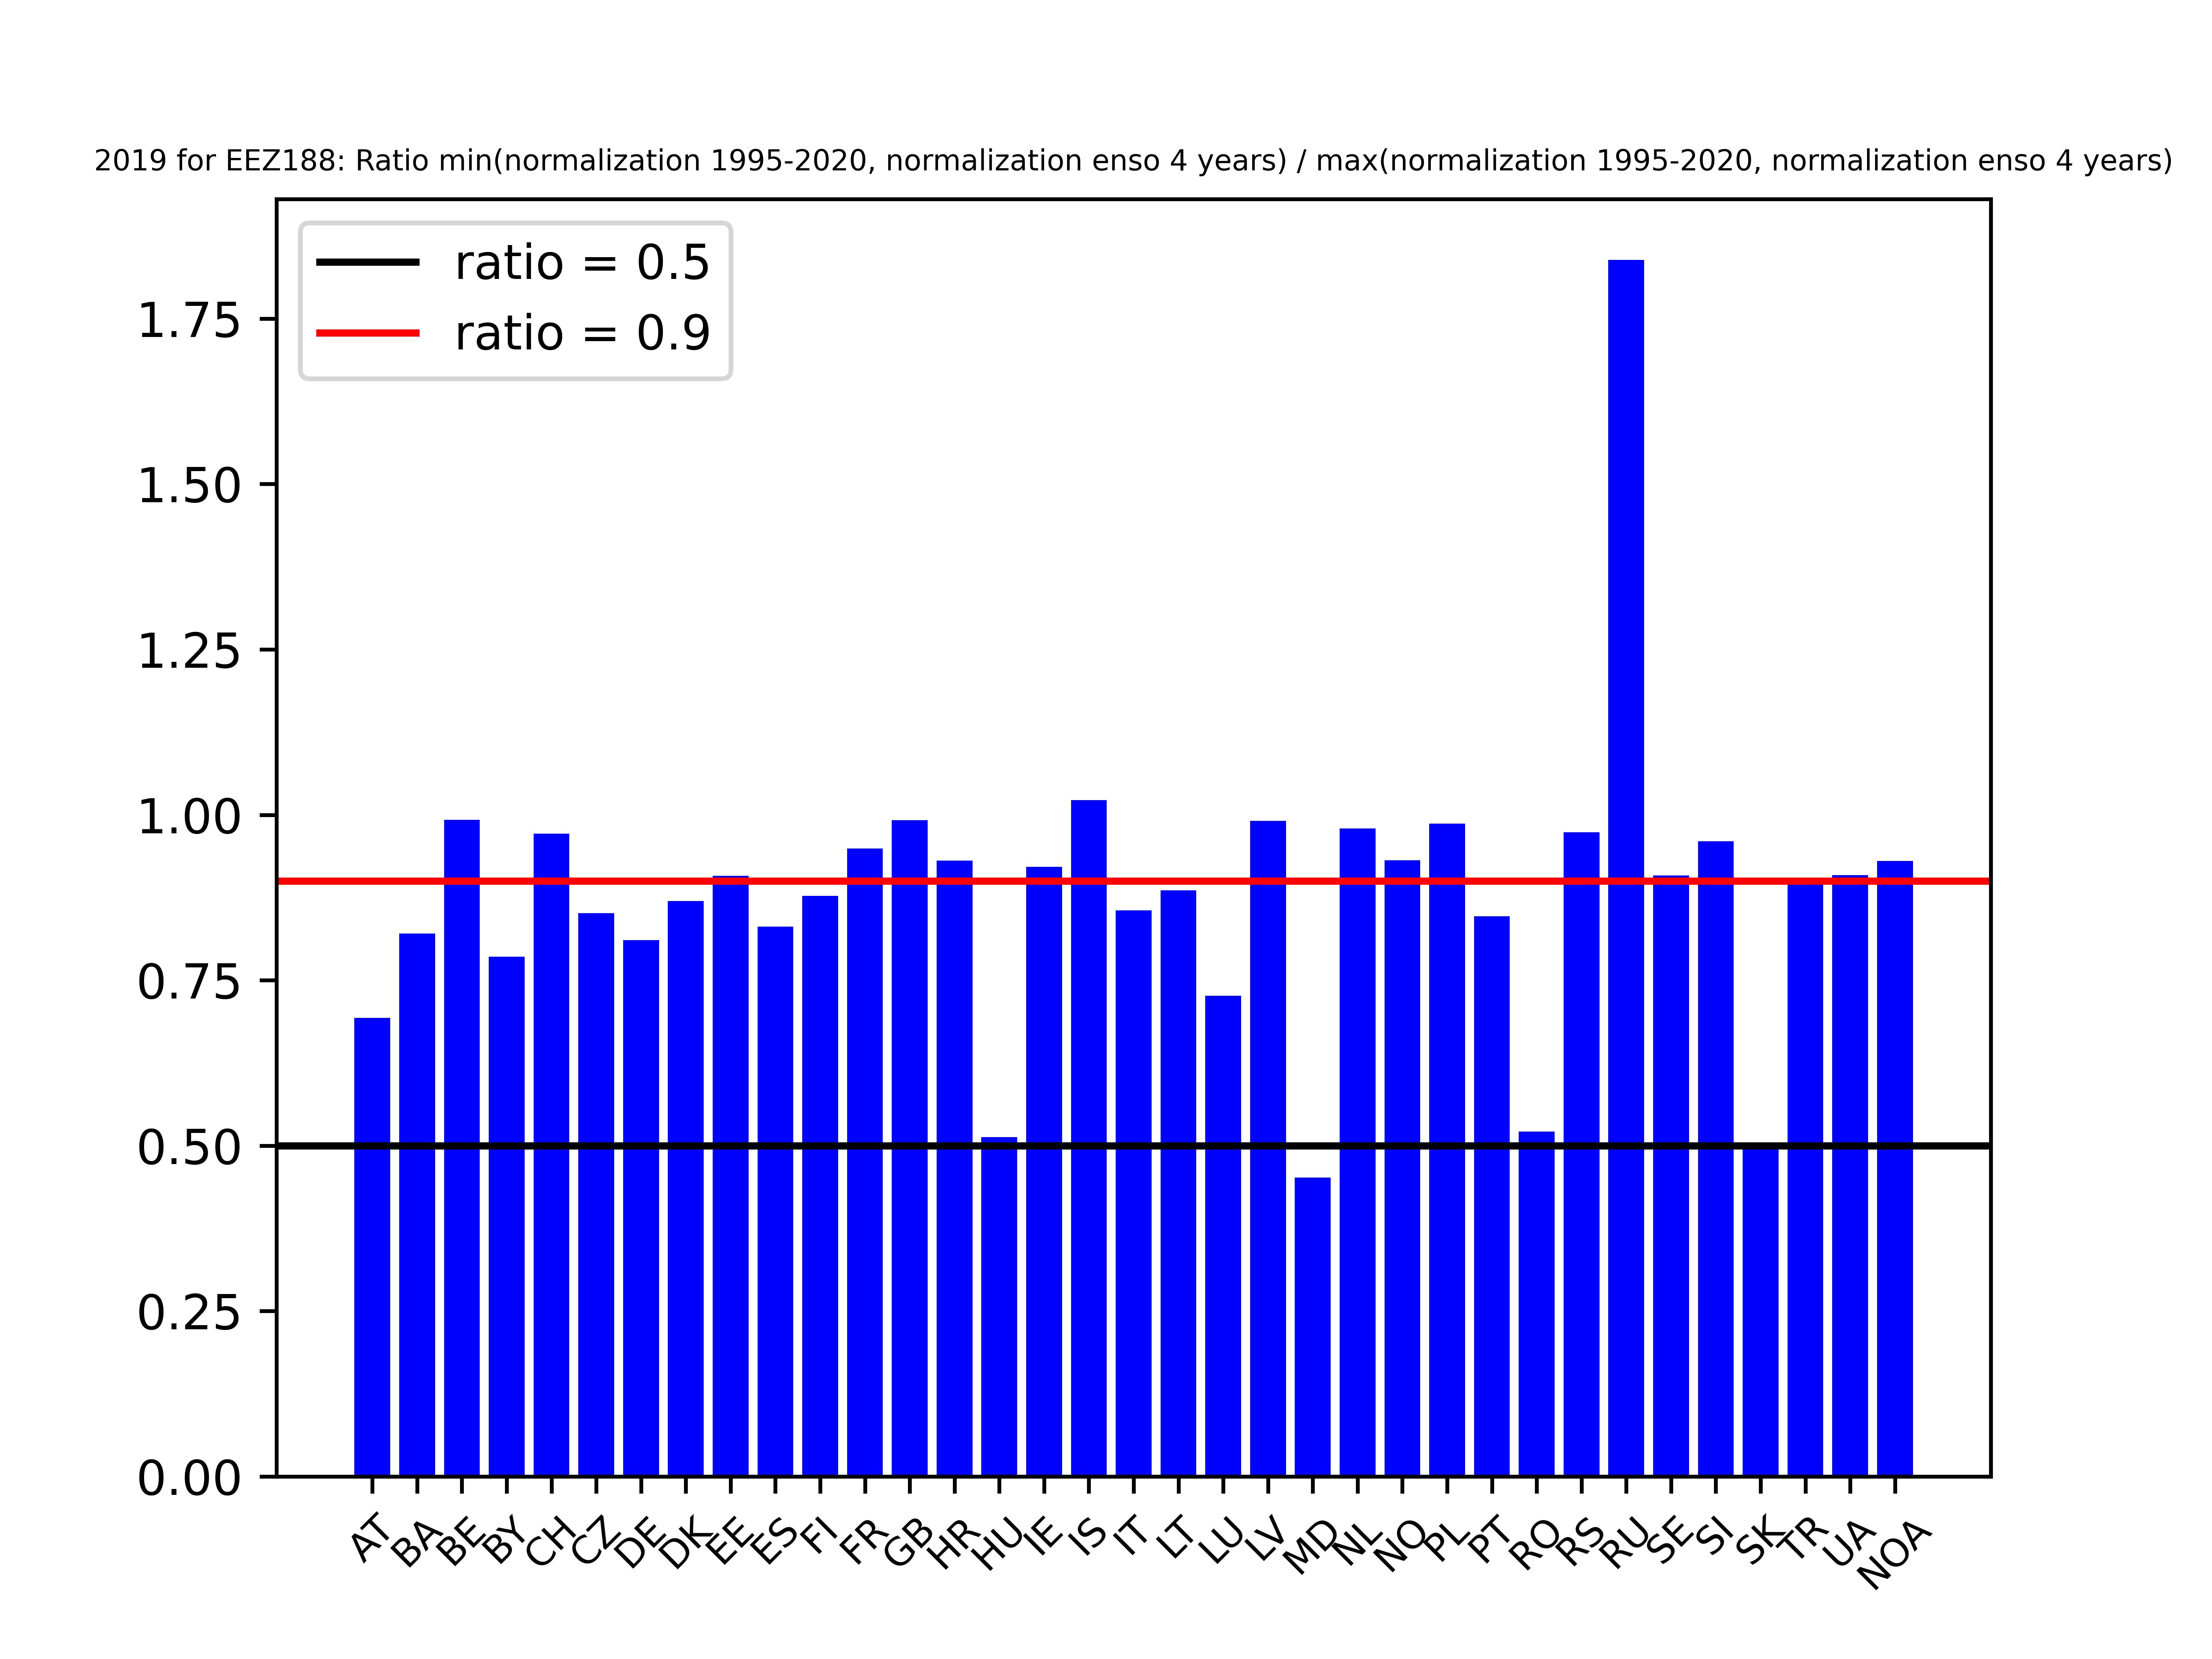 2019 for EEZ188: Ratio min(normalization 1995-2020, normalization enso 4 years) / max(normalization 1995-2020, normalization enso 4 years)
ratio = 0.5
ratio = 0.9
1.75
1.50
1.25
1.00
0.75
0.50
0.25
0.00
AT BA BE BY CH CZ DE DK EE ES FI FR GB HR HU IE IS IT LT LU LV MD NL NO PL PT RO RS RU SE SI SK TR UA NOA